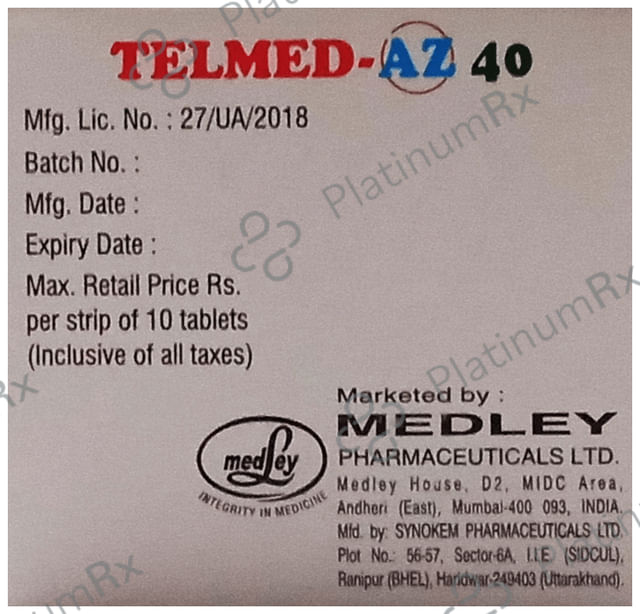 TELMED-AZ 40
Mfg. Lic. No. : 27/UA/2018
Batch No. :
Mfg. Date :
Expiry Date :
Max. Retail Price Rs.
per strip of 10 tablets
(Inclusive of all taxes)
Marketed by :
MEDLEY
PHARMACEUTICALS LTD.
Medley House, D2, MIDC Area,
Andheri (East), Mumbai-400 093, INDIA.
Mfd. by: SYNOKEM PHARMACEUTICALS LTD.
Plot No.: 56-57, Sector-6A, I.I.E. (SIDCUL),
Ranipur (BHEL), Haridwar-249403 (Uttarakhand).
medley
INTEGRITY IN MEDICINE
PlatinumRx
PlatinumRx
PlatinumRx